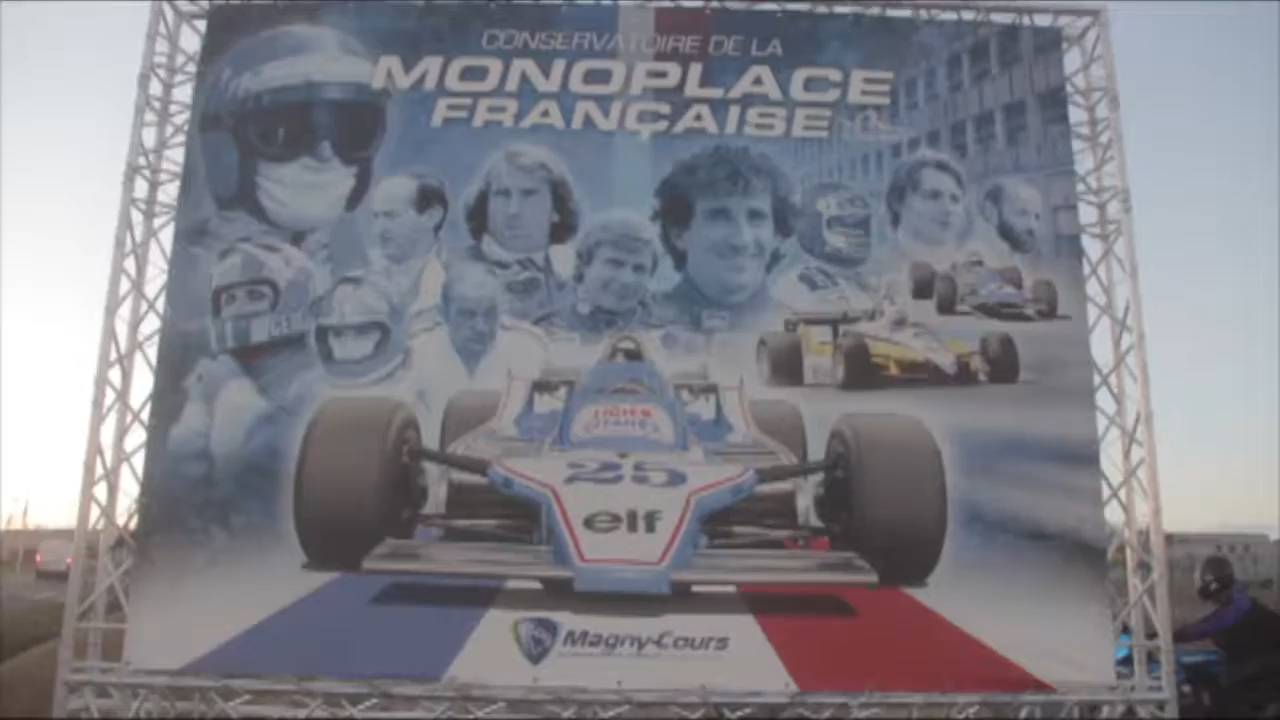 CONSERVATOIRE DE LA
MONOPLACE
FRANÇAISE
25
elf
Magny-Cours